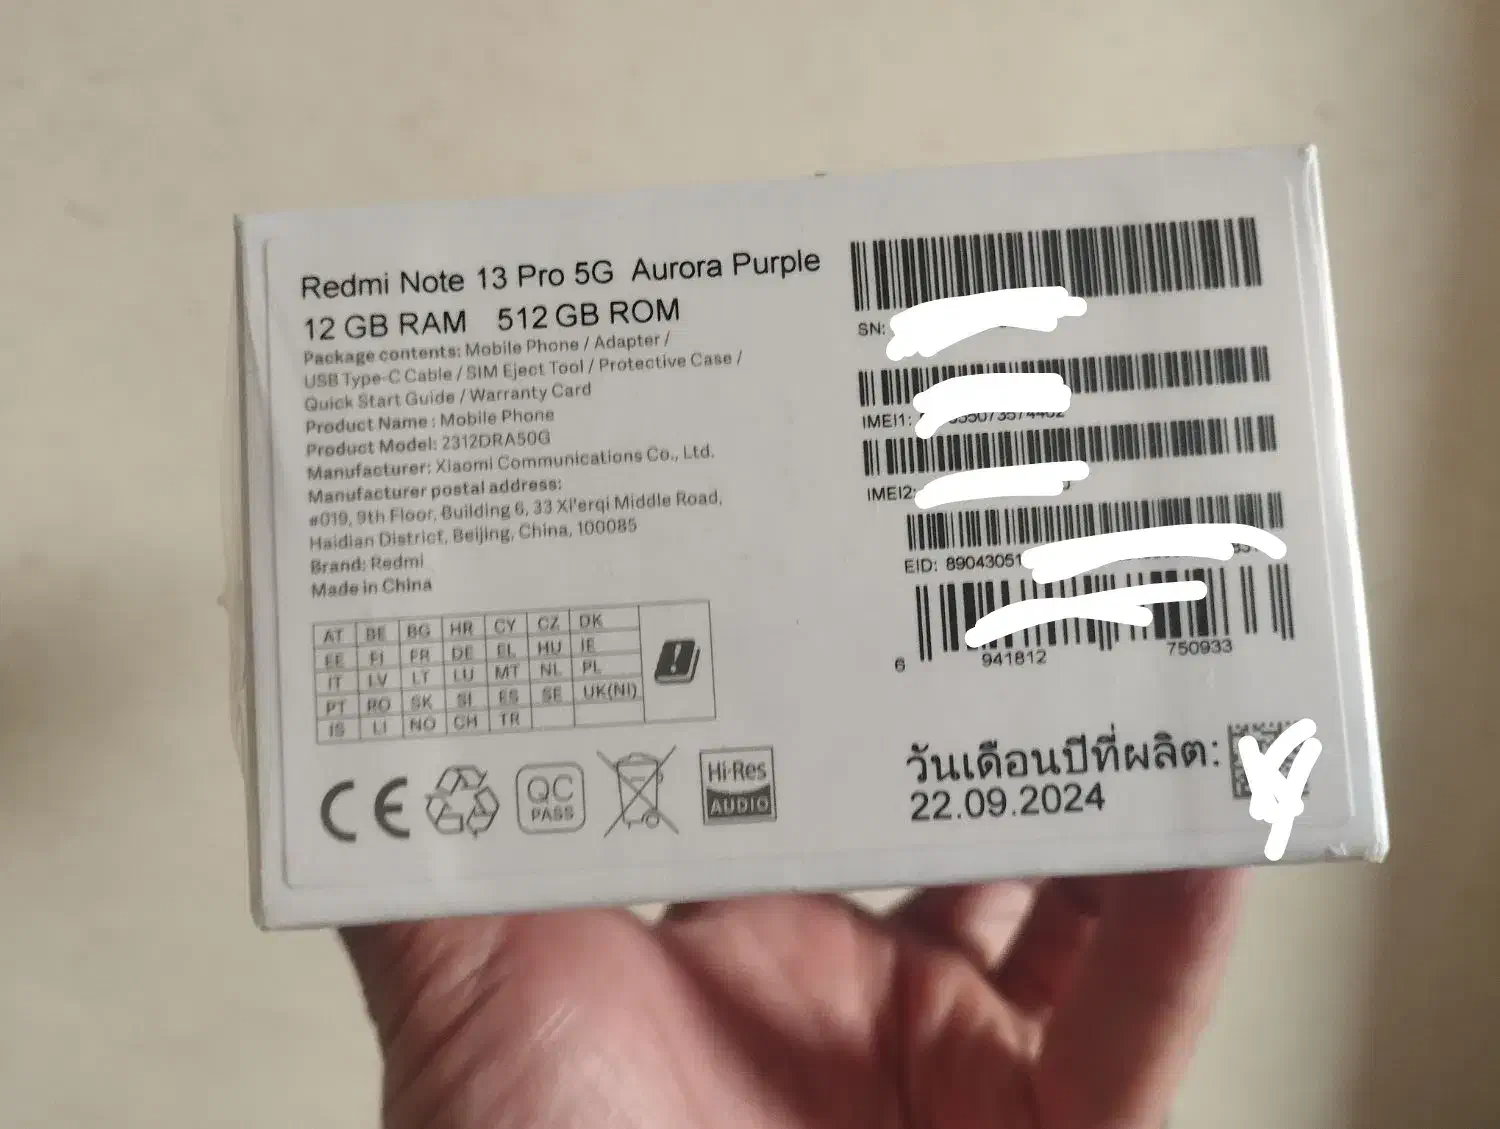 Redmi Note 13 Pro 5G Aurora Purple
12 GB RAM 512 GB ROM
Package contents: Mobile Phone / Adapter /
USB Type-C Cable / SIM Eject Tool / Protective Case /
Quick Start Guide / Warranty Card
Product Name : Mobile Phone
Product Model: 2312DRA50G
Manufacturer: Xiaomi Communications Co., Ltd.
Manufacturer postal address:
#019, 9th Floor, Building 6, 33 Xi'erqi Middle Road,
Haidian District, Beijing, China, 100085
Brand: Redmi
Made in China
AT BE BG HR CY CZ DK
EE FI FR DE EL HU IE
IT LV LT LU MT NL PL
PT RO SK SI ES SE UK(NI)
IS LI NO CH TR
CE
QC
PASS
Hi-Res
AUDIO
SN:
IMEI1:
IMEI2:
EID: 89043051
6 941812 750933
วันเดือนปีที่ผลิต:
22.09.2024